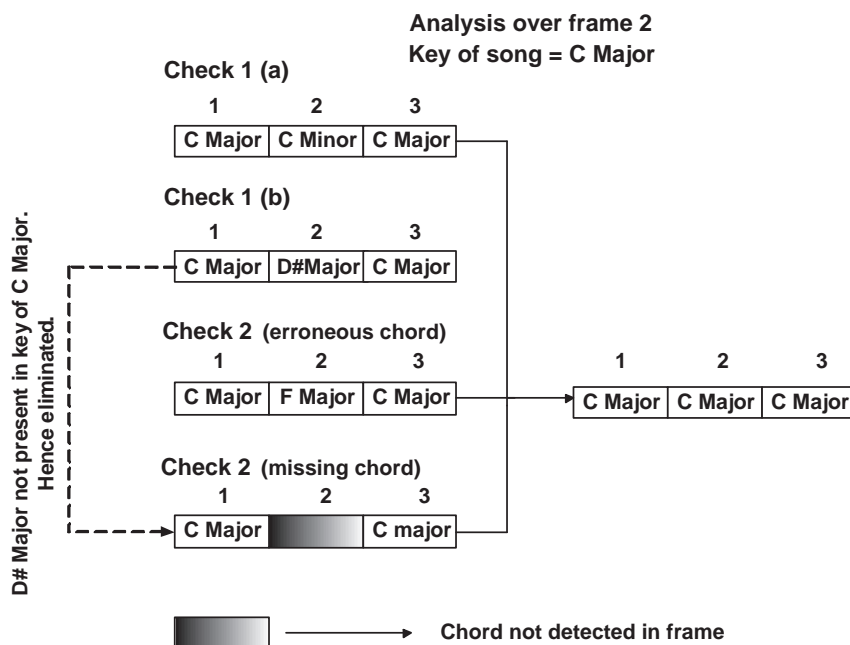 Analysis over frame 2
Key of song = C Major
Check 1 (a)
1 2 3
C Major C Minor C Major
Check 1 (b)
1 2 3
C Major D#Major C Major
D# Major not present in key of C Major.
Hence eliminated.
Check 2 (erroneous chord)
1 2 3
C Major F Major C Major
1 2 3
C Major C Major C Major
Check 2 (missing chord)
1 2 3
C Major C major
Chord not detected in frame